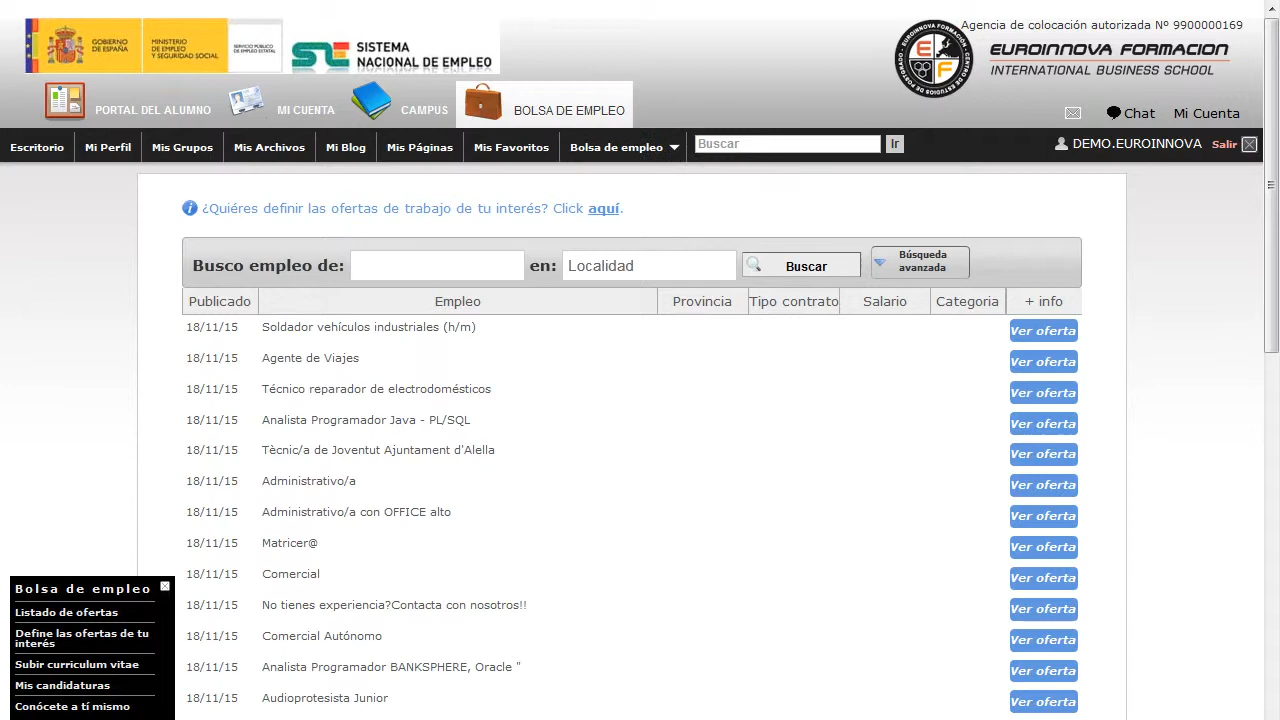 GOBIERNO DE ESPAÑA
MINISTERIO DE EMPLEO Y SEGURIDAD SOCIAL
SERVICIO PÚBLICO DE EMPLEO ESTATAL
SISTEMA NACIONAL DE EMPLEO
Agencia de colocación autorizada Nº 9900000169
EUROINNOVA FORMACION
INTERNATIONAL BUSINESS SCHOOL
PORTAL DEL ALUMNO
MI CUENTA
CAMPUS
BOLSA DE EMPLEO
Chat
Mi Cuenta
Escritorio
Mi Perfil
Mis Grupos
Mis Archivos
Mi Blog
Mis Páginas
Mis Favoritos
Bolsa de empleo
Buscar
Ir
DEMO.EUROINNOVA
Salir
¿Quiéres definir las ofertas de trabajo de tu interés? Click aquí.
Busco empleo de:
en:
Localidad
Buscar
Búsqueda avanzada
Publicado Empleo Provincia Tipo contrato Salario Categoria + info
18/11/15 Soldador vehículos industriales (h/m) Ver oferta
18/11/15 Agente de Viajes Ver oferta
18/11/15 Técnico reparador de electrodomésticos Ver oferta
18/11/15 Analista Programador Java - PL/SQL Ver oferta
18/11/15 Tècnic/a de Joventut Ajuntament d'Alella Ver oferta
18/11/15 Administrativo/a Ver oferta
18/11/15 Administrativo/a con OFFICE alto Ver oferta
18/11/15 Matricer@ Ver oferta
18/11/15 Comercial Ver oferta
18/11/15 No tienes experiencia?Contacta con nosotros!! Ver oferta
18/11/15 Comercial Autónomo Ver oferta
18/11/15 Analista Programador BANKSPHERE, Oracle " Ver oferta
18/11/15 Audioprotesista Junior Ver oferta
Bolsa de empleo
Listado de ofertas
Define las ofertas de tu
interés
Subir curriculum vitae
Mis candidaturas
Conócete a tí mismo